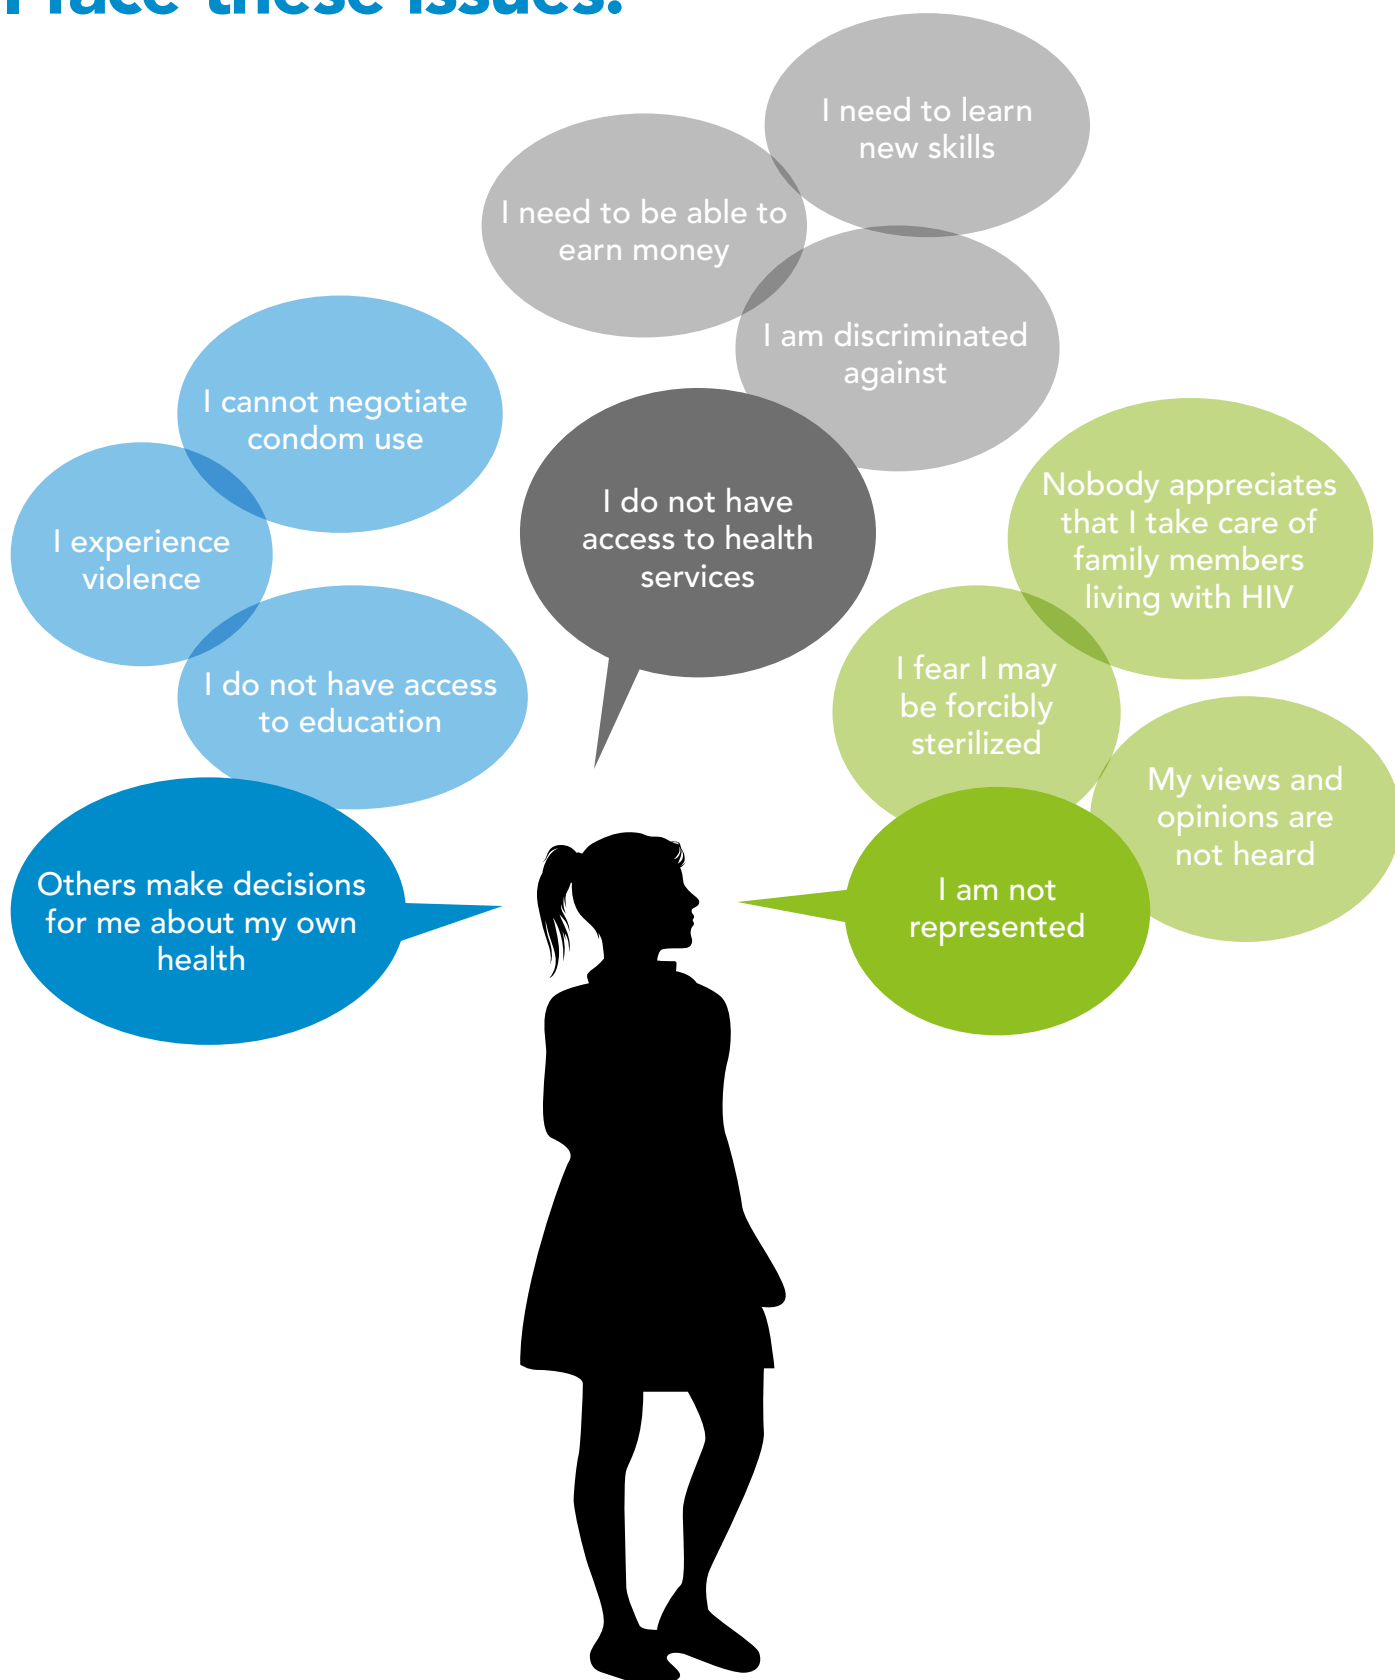 I face these issues.
I need to learn
new skills
I need to be able to
earn money
I am discriminated
against
I cannot negotiate
condom use
I experience
violence
I do not have access
to education
Others make decisions
for me about my own
health
I do not have
access to health
services
Nobody appreciates
that I take care of
family members
living with HIV
I fear I may
be forcibly
sterilized
My views and
opinions are
not heard
I am not
represented